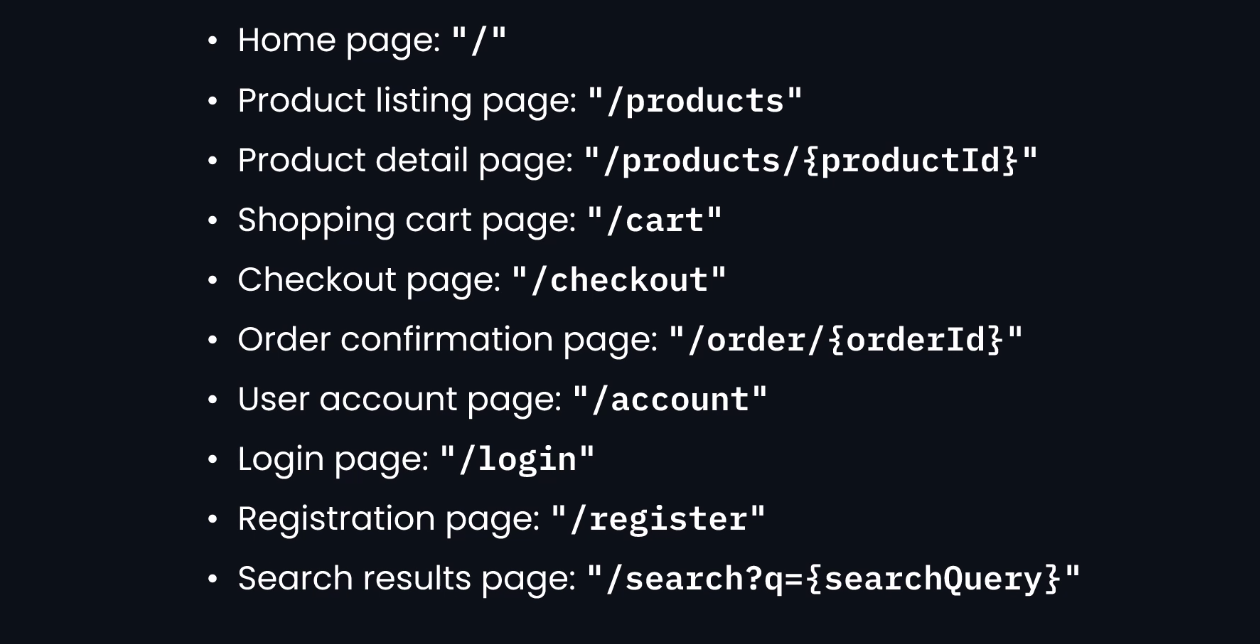 • Home page: "/"
• Product listing page: "/products"
• Product detail page: "/products/{productId}"
• Shopping cart page: "/cart"
• Checkout page: "/checkout"
• Order confirmation page: "/order/{orderId}"
• User account page: "/account"
• Login page: "/login"
• Registration page: "/register"
• Search results page: "/search?q={searchQuery}"